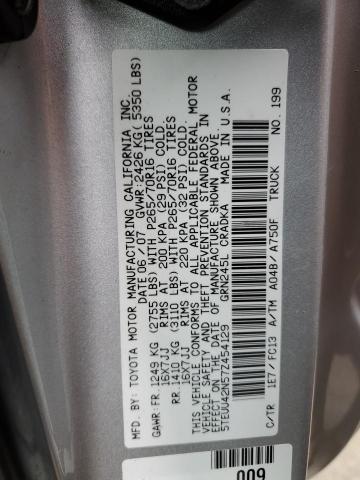 MFD. BY: TOYOTA MOTOR MANUFACTURING CALIFORNIA INC.
DATE 06 / 07 GVWR: 2426 KG ( 5350 LBS)
GAWR: FR. 1249 KG (2755 LBS) WITH P265/70R16 TIRES
16X7JJ RIMS AT 200 KPA (29 PSI) COLD.
RR. 1410 KG (3110 LBS) WITH P265/70R16 TIRES
16X7JJ RIMS AT 220 KPA (32 PSI) COLD.
THIS VEHICLE CONFORMS TO ALL APPLICABLE FEDERAL MOTOR
VEHICLE SAFETY AND THEFT PREVENTION STANDARDS IN
EFFECT ON THE DATE OF MANUFACTURE SHOWN ABOVE.
5TEUU42N57Z454129 GRN245L CRADKA MADE IN U.S.A.
C/TR 1E7/FC13 A/TM A04B/A750F TRUCK NO. 199
600